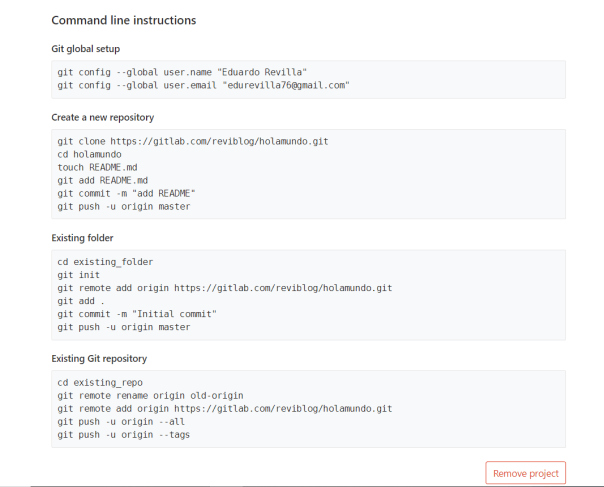 Command line instructions
Git global setup
git config --global user.name "Eduardo Revilla"
git config --global user.email "edurevilla76@gmail.com"
Create a new repository
git clone https://gitlab.com/reviblog/holamundo.git
cd holamundo
touch README.md
git add README.md
git commit -m "add README"
git push -u origin master
Existing folder
cd existing_folder
git init
git remote add origin https://gitlab.com/reviblog/holamundo.git
git add .
git commit -m "Initial commit"
git push -u origin master
Existing Git repository
cd existing_repo
git remote rename origin old-origin
git remote add origin https://gitlab.com/reviblog/holamundo.git
git push -u origin --all
git push -u origin --tags
Remove project